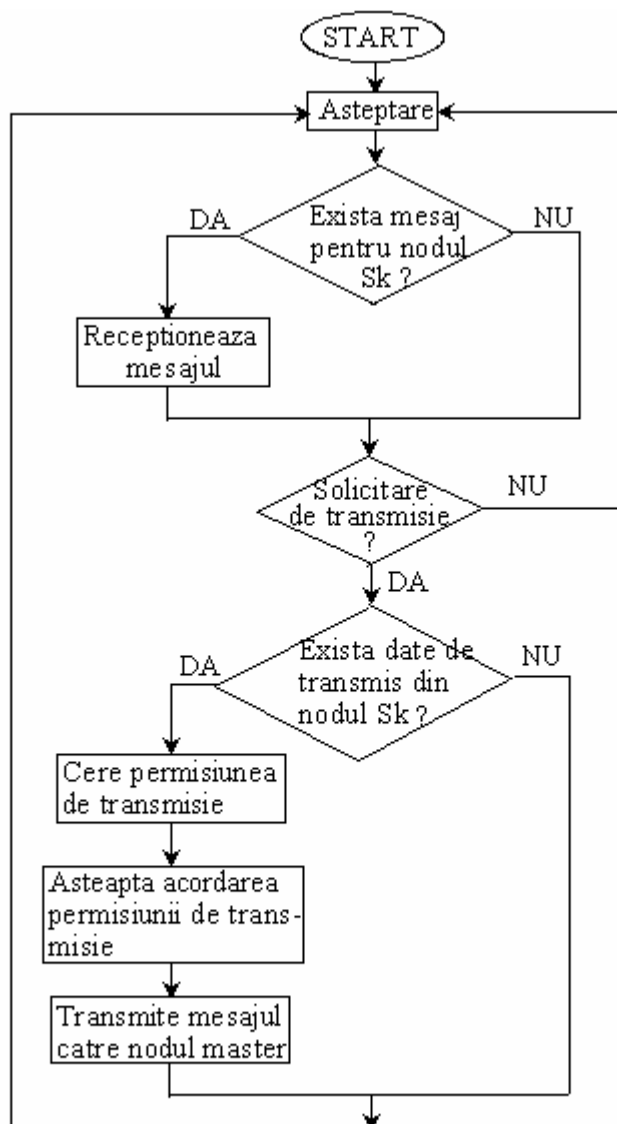 START
Asteptare
DA
Exista mesaj
pentru nodul
Sk ?
NU
Receptioneaza
mesajul
Solicitare
de transmisie
?
NU
DA
DA
Exista date de
transmis din
nodul Sk ?
NU
Cere permisiunea
de transmisie
Asteapta acordarea
permisiunii de trans-
misie
Transmite mesajul
catre nodul master